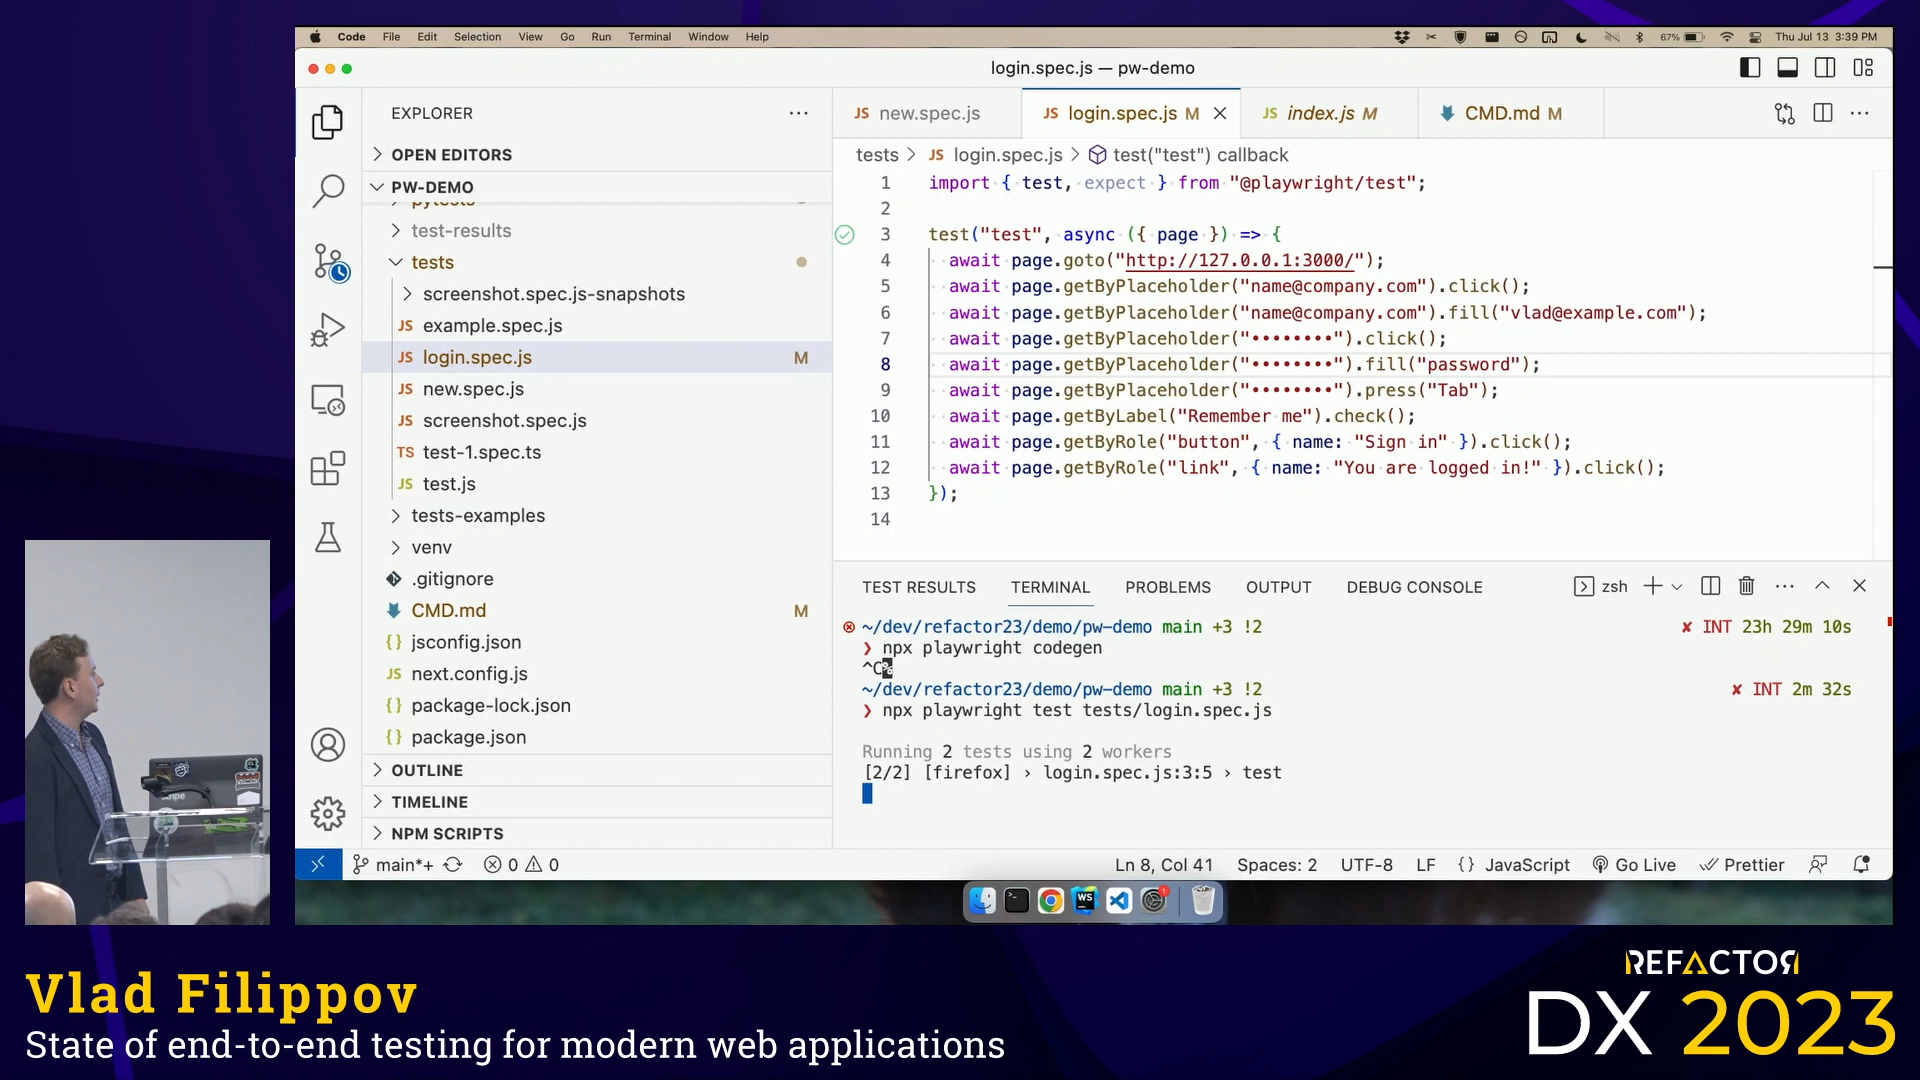 Code File Edit Selection View Go Run Terminal Window Help 67% Thu Jul 13 3:39 PM
login.spec.js — pw-demo
EXPLORER
OPEN EDITORS
PW-DEMO
pytests
test-results
tests
screenshot.spec.js-snapshots
JS example.spec.js
JS login.spec.js M
JS new.spec.js
JS screenshot.spec.js
TS test-1.spec.ts
JS test.js
tests-examples
venv
.gitignore
CMD.md M
{} jsconfig.json
JS next.config.js
{} package-lock.json
{} package.json
OUTLINE
TIMELINE
NPM SCRIPTS
JS new.spec.js JS login.spec.js M JS index.js M CMD.md M
tests > JS login.spec.js > test("test") callback
1 import { test, expect } from "@playwright/test";
2
3 test("test", async ({ page }) => {
4 await page.goto("http://127.0.0.1:3000/");
5 await page.getByPlaceholder("name@company.com").click();
6 await page.getByPlaceholder("name@company.com").fill("vlad@example.com");
7 await page.getByPlaceholder("••••••••").click();
8 await page.getByPlaceholder("••••••••").fill("password");
9 await page.getByPlaceholder("••••••••").press("Tab");
10 await page.getByLabel("Remember me").check();
11 await page.getByRole("button", { name: "Sign in" }).click();
12 await page.getByRole("link", { name: "You are logged in!" }).click();
13 });
14
TEST RESULTS TERMINAL PROBLEMS OUTPUT DEBUG CONSOLE zsh
~/dev/refactor23/demo/pw-demo main +3 !2 ✘ INT 23h 29m 10s
❯ npx playwright codegen
^C%
~/dev/refactor23/demo/pw-demo main +3 !2 ✘ INT 2m 32s
❯ npx playwright test tests/login.spec.js
Running 2 tests using 2 workers
[2/2] [firefox] › login.spec.js:3:5 › test
main*+ 0 0 Ln 8, Col 41 Spaces: 2 UTF-8 LF {} JavaScript Go Live Prettier
WS
1
Vlad Filippov
State of end-to-end testing for modern web applications
REFACTOR
DX 2023